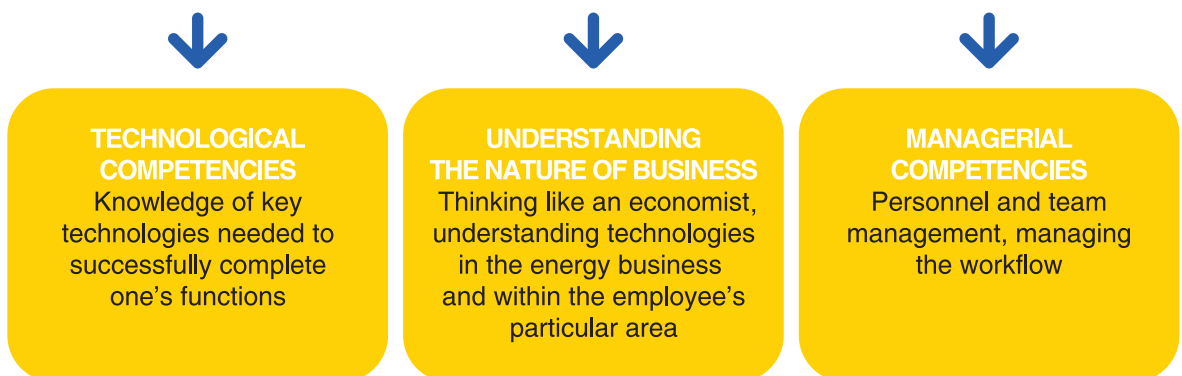 TECHNOLOGICAL
COMPETENCIES
Knowledge of key
technologies needed to
successfully complete
one’s functions
UNDERSTANDING
THE NATURE OF BUSINESS
Thinking like an economist,
understanding technologies
in the energy business
and within the employee’s
particular area
MANAGERIAL
COMPETENCIES
Personnel and team
management, managing
the workflow